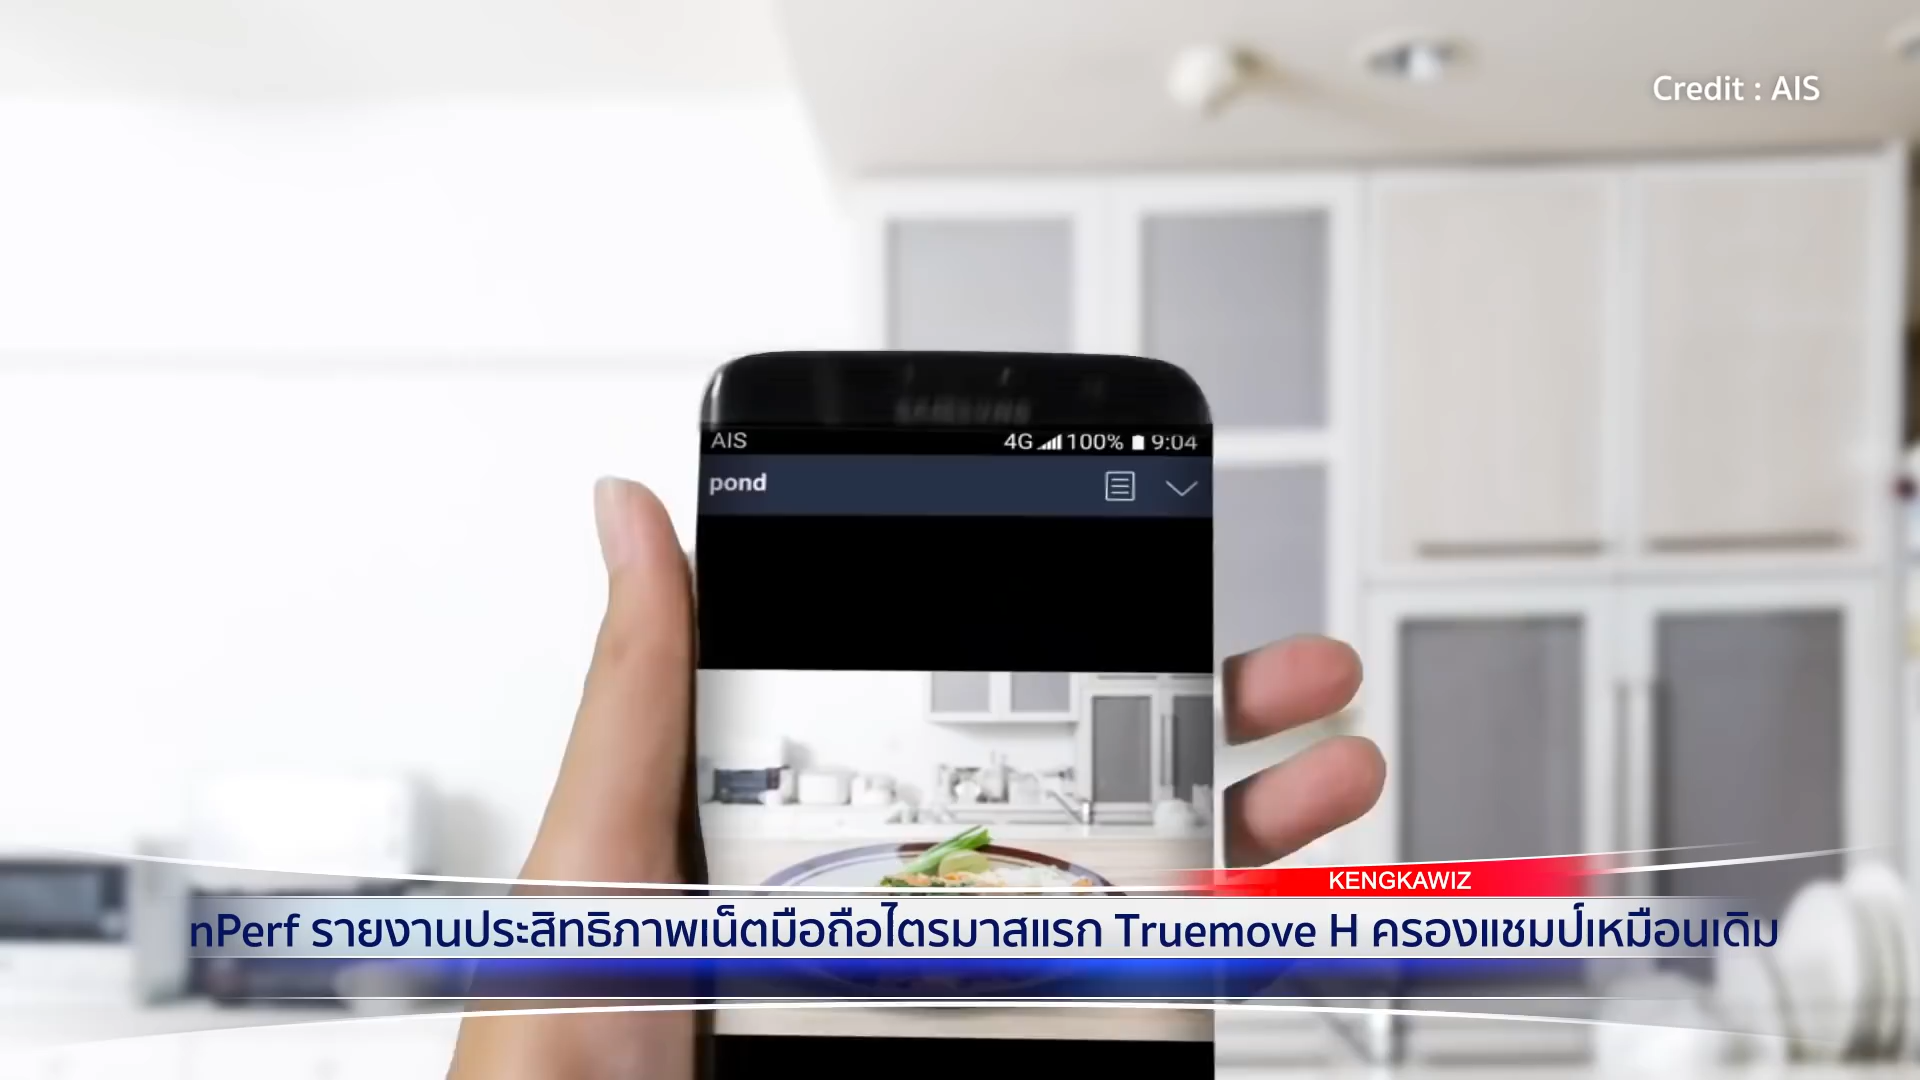 Credit : AIS
SAMSUNG
AIS 4G 100% 9:04
pond
KENGKAWIZ
nPerf รายงานประสิทธิภาพเน็ตมือถือไตรมาสแรก Truemove H ครองแชมป์เหมือนเดิม